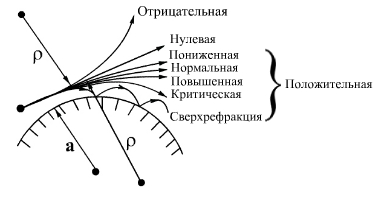 Отрицательная
Нулевая
Пониженная
Нормальная
Повышенная
Критическая
Сверхрефракция
Положительная
ρ
a
ρ